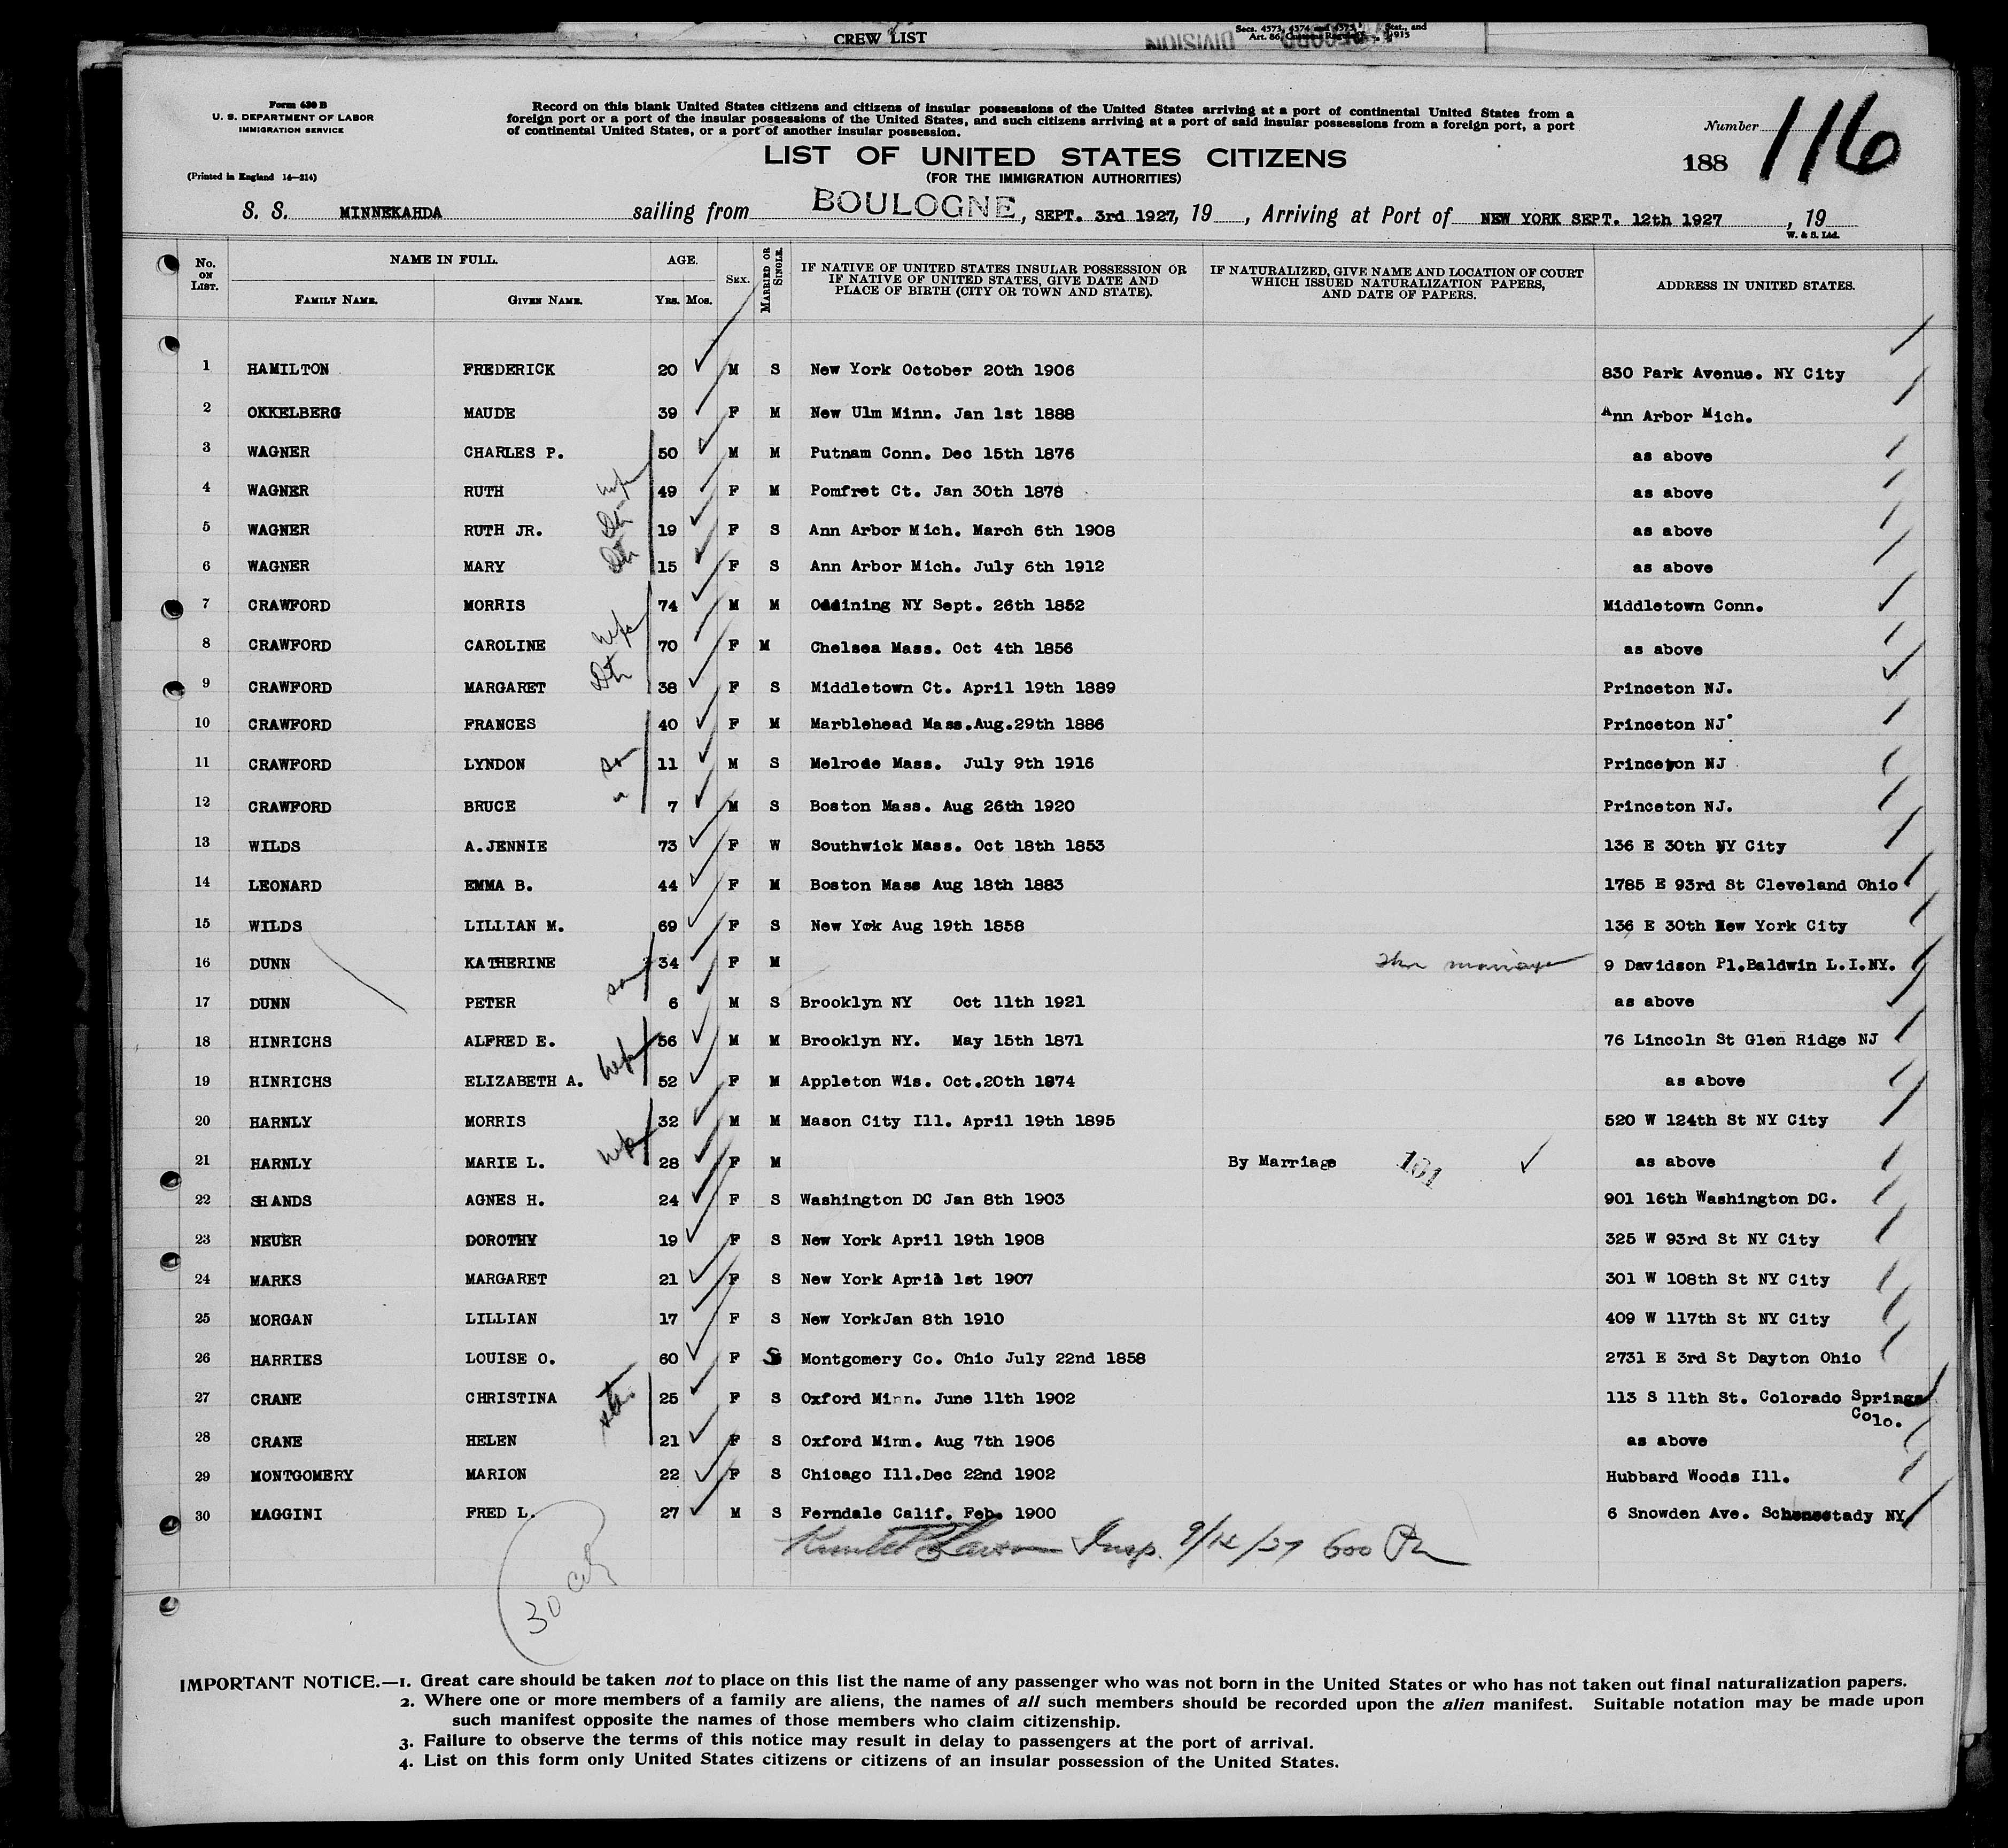 CREW LIST
Secs. 4573, 4574 and 4575, Stat., and
Art. 86, Customs 1915
RECORD DIVISION
Form 630 B
U. S. DEPARTMENT OF LABOR
IMMIGRATION SERVICE
(Printed in England 14—214)
Record on this blank United States citizens and citizens of insular possessions of the United States arriving at a port of continental United States from a
foreign port or a port of the insular possessions of the United States, and such citizens arriving at a port of said insular possessions from a foreign port, a port
of continental United States, or a port of another insular possession.
Number 116
188
LIST OF UNITED STATES CITIZENS
(FOR THE IMMIGRATION AUTHORITIES)
S. S. MINNEKAHDA sailing from BOULOGNE, SEPT. 3rd 1927, 19 , Arriving at Port of NEW YORK SEPT. 12th 1927 , 19
W. & S. Ltd.
No. ON LIST. NAME IN FULL. AGE. SEX. MARRIED OR SINGLE. IF NATIVE OF UNITED STATES INSULAR POSSESSION OR IF NATIVE OF UNITED STATES, GIVE DATE AND PLACE OF BIRTH (CITY OR TOWN AND STATE). IF NATURALIZED, GIVE NAME AND LOCATION OF COURT WHICH ISSUED NATURALIZATION PAPERS, AND DATE OF PAPERS. ADDRESS IN UNITED STATES.
FAMILY NAME. GIVEN NAME. YRS. MOS.
1 HAMILTON FREDERICK 20 M S New York October 20th 1906 830 Park Avenue. NY City
2 OKKELBERG MAUDE 39 F M New Ulm Minn. Jan 1st 1888 Ann Arbor Mich.
3 WAGNER CHARLES P. 50 M M Putnam Conn. Dec 15th 1876 as above
4 WAGNER RUTH wife 49 F M Pomfret Ct. Jan 30th 1878 as above
5 WAGNER RUTH JR. Dtr 19 F S Ann Arbor Mich. March 6th 1908 as above
6 WAGNER MARY Dtr 15 F S Ann Arbor Mich. July 6th 1912 as above
7 CRAWFORD MORRIS 74 M M Ossining NY Sept. 26th 1852 Middletown Conn.
8 CRAWFORD CAROLINE wife 70 F M Chelsea Mass. Oct 4th 1856 as above
9 CRAWFORD MARGARET Dtr 38 F S Middletown Ct. April 19th 1889 Princeton NJ.
10 CRAWFORD FRANCES 40 F M Marblehead Mass.Aug.29th 1886 Princeton NJ.
11 CRAWFORD LYNDON son 11 M S Melrose Mass. July 9th 1916 Princeton NJ
12 CRAWFORD BRUCE " 7 M S Boston Mass. Aug 26th 1920 Princeton NJ.
13 WILDS A.JENNIE 73 F W Southwick Mass. Oct 18th 1853 136 E 30th NY City
14 LEONARD EMMA B. 44 F M Boston Mass Aug 18th 1883 1785 E 93rd St Cleveland Ohio
15 WILDS LILLIAN M. 69 F S New York Aug 19th 1858 136 E 30th New York City
16 DUNN KATHERINE 34 F M marriage 9 Davidson Pl.Baldwin L.I.NY.
17 DUNN PETER son 6 M S Brooklyn NY Oct 11th 1921 as above
18 HINRICHS ALFRED E. 56 M M Brooklyn NY. May 15th 1871 76 Lincoln St Glen Ridge NJ
19 HINRICHS ELIZABETH A. wife 52 F M Appleton Wis. Oct.20th 1874 as above
20 HARNLY MORRIS 32 M M Mason City Ill. April 19th 1895 520 W 124th St NY City
21 HARNLY MARIE L. wife 28 F M By Marriage 101 as above
22 SHANDS AGNES H. 24 F S Washington DC Jan 8th 1903 901 16th Washington DC.
23 NEUER DOROTHY 19 F S New York April 19th 1908 325 W 93rd St NY City
24 MARKS MARGARET 21 F S New York April 1st 1907 301 W 108th St NY City
25 MORGAN LILLIAN 17 F S New YorkJan 8th 1910 409 W 117th St NY City
26 HARRIES LOUISE O. 60 F S Montgomery Co. Ohio July 22nd 1858 2731 E 3rd St Dayton Ohio
27 CRANE CHRISTINA 25 F S Oxford Minn. June 11th 1902 113 S 11th St. Colorado Springs
Colo.
28 CRANE HELEN 21 F S Oxford Minn. Aug 7th 1906 as above
29 MONTGOMERY MARION 22 F S Chicago Ill.Dec 22nd 1902 Hubbard Woods Ill.
30 MAGGINI FRED L. 27 M S Ferndale Calif. Feb. 1900 6 Snowden Ave. Schenectady NY
Insp. 9/12/27 600 Pm
30
IMPORTANT NOTICE.—1. Great care should be taken not to place on this list the name of any passenger who was not born in the United States or who has not taken out final naturalization papers.
2. Where one or more members of a family are aliens, the names of all such members should be recorded upon the alien manifest. Suitable notation may be made upon
such manifest opposite the names of those members who claim citizenship.
3. Failure to observe the terms of this notice may result in delay to passengers at the port of arrival.
4. List on this form only United States citizens or citizens of an insular possession of the United States.